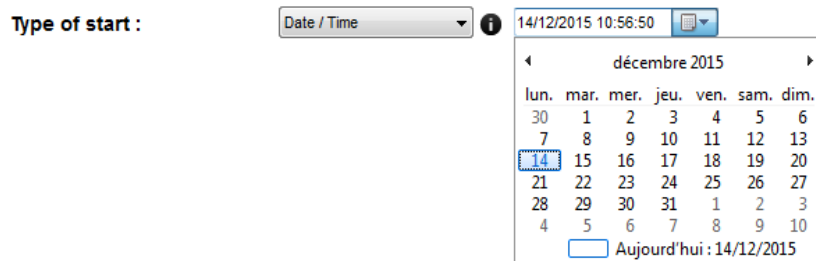 Type of start : Date / Time 14/12/2015 10:56:50
décembre 2015
lun. mar. mer. jeu. ven. sam. dim.
30 1 2 3 4 5 6
7 8 9 10 11 12 13
14 15 16 17 18 19 20
21 22 23 24 25 26 27
28 29 30 31 1 2 3
4 5 6 7 8 9 10
Aujourd'hui : 14/12/2015